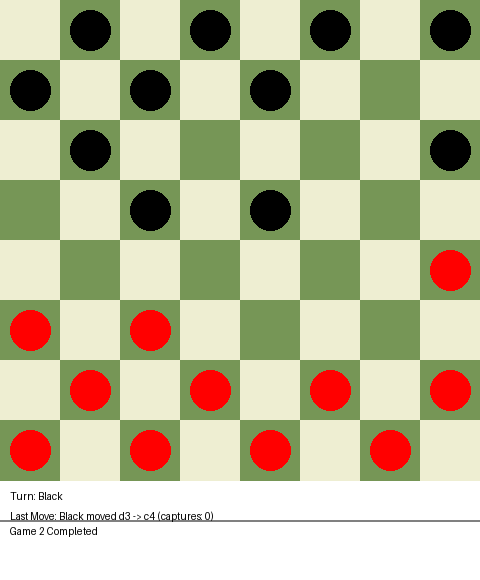 Turn: Black
Last Move: Black moved d3 -> c4 (captures: 0)
Game 2 Completed